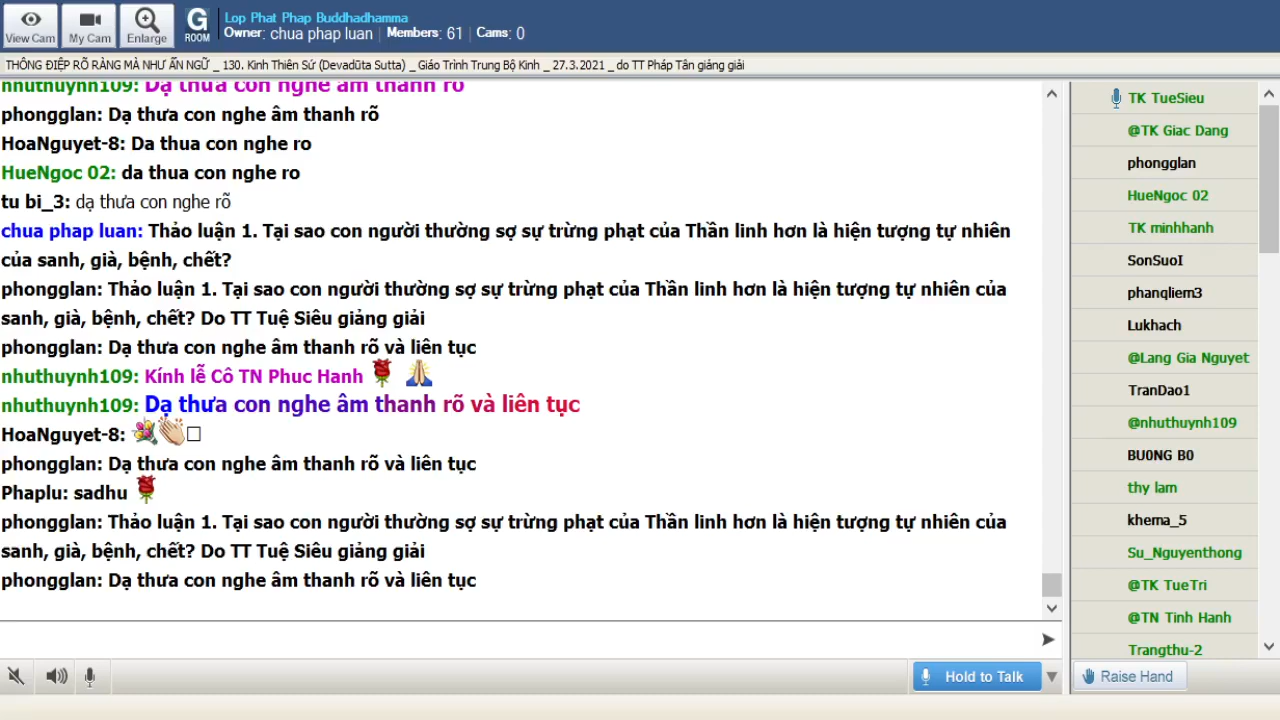 View Cam
My Cam
Enlarge
G
ROOM
Lop Phat Phap Buddhadhamma
Owner: chua phap luan
Members: 61
Cams: 0
THÔNG ĐIỆP RÕ RÀNG MÀ NHƯ ẨN NGỮ _ 130. Kinh Thiên Sứ (Devadūta Sutta) _ Giáo Trình Trung Bộ Kinh _ 27.3.2021 _ do TT Pháp Tân giảng giải
nhuthuynh109: Dạ thưa con nghe âm thanh rõ
phongglan: Dạ thưa con nghe âm thanh rõ
HoaNguyet-8: Da thua con nghe ro
HueNgoc 02: da thua con nghe ro
tu bi_3: dạ thưa con nghe rõ
chua phap luan: Thảo luận 1. Tại sao con người thường sợ sự trừng phạt của Thần linh hơn là hiện tượng tự nhiên
của sanh, già, bệnh, chết?
phongglan: Thảo luận 1. Tại sao con người thường sợ sự trừng phạt của Thần linh hơn là hiện tượng tự nhiên của
sanh, già, bệnh, chết? Do TT Tuệ Siêu giảng giải
phongglan: Dạ thưa con nghe âm thanh rõ và liên tục
nhuthuynh109: Kính lễ Cô TN Phuc Hanh
nhuthuynh109: Dạ thưa con nghe âm thanh rõ và liên tục
HoaNguyet-8:
phongglan: Dạ thưa con nghe âm thanh rõ và liên tục
Phaplu: sadhu
phongglan: Thảo luận 1. Tại sao con người thường sợ sự trừng phạt của Thần linh hơn là hiện tượng tự nhiên của
sanh, già, bệnh, chết? Do TT Tuệ Siêu giảng giải
phongglan: Dạ thưa con nghe âm thanh rõ và liên tục
TK TueSieu
@TK Giac Dang
phongglan
HueNgoc 02
TK minhhanh
SonSuoI
phanqliem3
Lukhach
@Lang Gia Nguyet
TranDao1
@nhuthuynh109
BU0NG B0
thy lam
khema_5
Su_Nguyenthong
@TK TueTri
@TN Tinh Hanh
Trangthu-2
Hold to Talk
Raise Hand